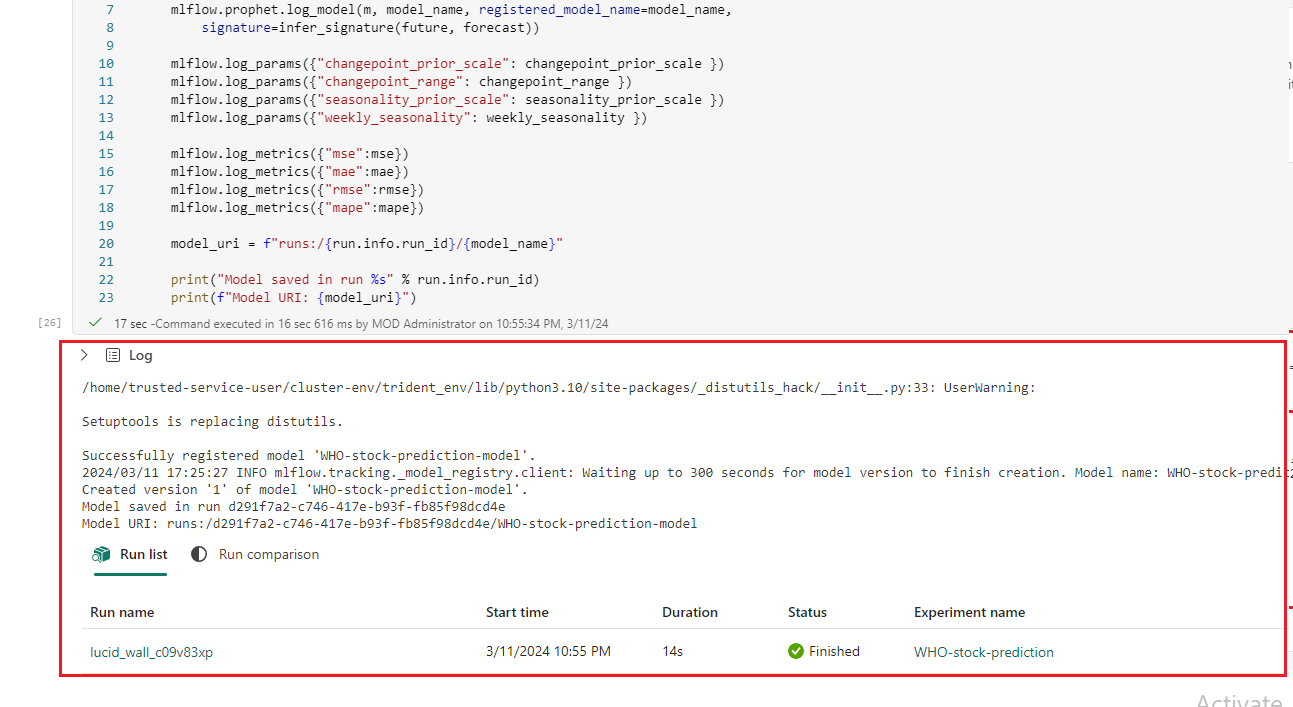 7 mlflow.prophet.log_model(m, model_name, registered_model_name=model_name,
8 signature=infer_signature(future, forecast))
9
10 mlflow.log_params({"changepoint_prior_scale": changepoint_prior_scale })
11 mlflow.log_params({"changepoint_range": changepoint_range })
12 mlflow.log_params({"seasonality_prior_scale": seasonality_prior_scale })
13 mlflow.log_params({"weekly_seasonality": weekly_seasonality })
14
15 mlflow.log_metrics({"mse":mse})
16 mlflow.log_metrics({"mae":mae})
17 mlflow.log_metrics({"rmse":rmse})
18 mlflow.log_metrics({"mape":mape})
19
20 model_uri = f"runs:/{run.info.run_id}/{model_name}"
21
22 print("Model saved in run %s" % run.info.run_id)
23 print(f"Model URI: {model_uri}")
[26] 17 sec -Command executed in 16 sec 616 ms by MOD Administrator on 10:55:34 PM, 3/11/24
Log
/home/trusted-service-user/cluster-env/trident_env/lib/python3.10/site-packages/_distutils_hack/__init__.py:33: UserWarning:
Setuptools is replacing distutils.
Successfully registered model 'WHO-stock-prediction-model'.
2024/03/11 17:25:27 INFO mlflow.tracking._model_registry.client: Waiting up to 300 seconds for model version to finish creation. Model name: WHO-stock-predi
Created version '1' of model 'WHO-stock-prediction-model'.
Model saved in run d291f7a2-c746-417e-b93f-fb85f98dcd4e
Model URI: runs:/d291f7a2-c746-417e-b93f-fb85f98dcd4e/WHO-stock-prediction-model
Run list Run comparison
Run name Start time Duration Status Experiment name
lucid_wall_c09v83xp 3/11/2024 10:55 PM 14s Finished WHO-stock-prediction
Activate